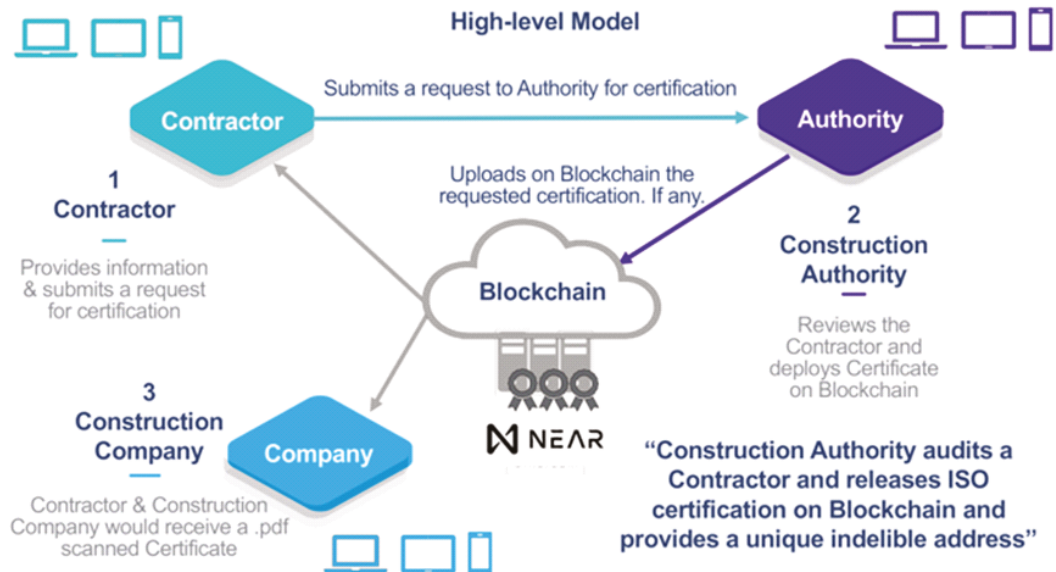 High-level Model
Submits a request to Authority for certification
Contractor
Authority
Uploads on Blockchain the
requested certification. If any.
1
Contractor
Provides information
& submits a request
for certification
Blockchain
2
Construction
Authority
Reviews the
Contractor and
deploys Certificate
on Blockchain
3
Construction
Company
Company
Contractor & Construction
Company would receive a .pdf
scanned Certificate
NEAR
“Construction Authority audits a
Contractor and releases ISO
certification on Blockchain and
provides a unique indelible address”